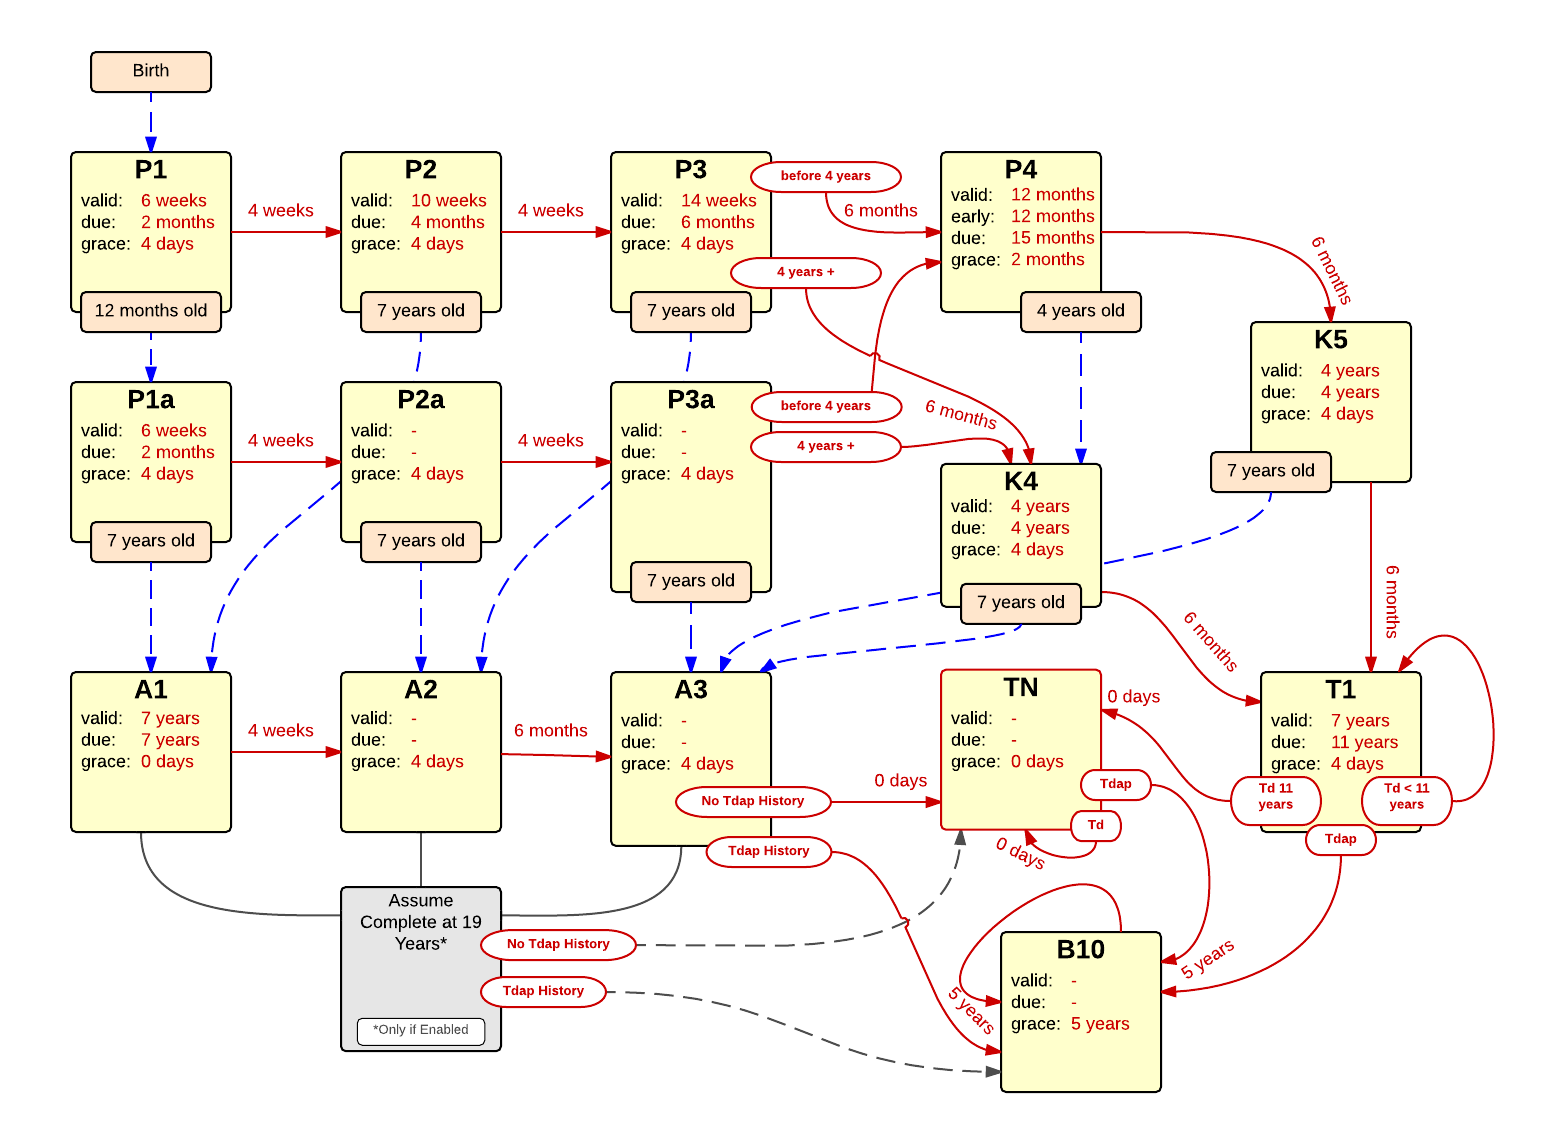 Birth
P1
valid: 6 weeks
due: 2 months
grace: 4 days
12 months old
4 weeks
P2
valid: 10 weeks
due: 4 months
grace: 4 days
7 years old
4 weeks
P3
valid: 14 weeks
due: 6 months
grace: 4 days
7 years old
before 4 years
6 months
4 years +
P4
valid: 12 months
early: 12 months
due: 15 months
grace: 2 months
4 years old
6 months
K5
valid: 4 years
due: 4 years
grace: 4 days
7 years old
6 months
P1a
valid: 6 weeks
due: 2 months
grace: 4 days
7 years old
4 weeks
P2a
valid: -
due: -
grace: 4 days
7 years old
4 weeks
P3a
valid: -
due: -
grace: 4 days
7 years old
before 4 years
4 years +
6 months
K4
valid: 4 years
due: 4 years
grace: 4 days
7 years old
6 months
A1
valid: 7 years
due: 7 years
grace: 0 days
4 weeks
A2
valid: -
due: -
grace: 4 days
6 months
A3
valid: -
due: -
grace: 4 days
No Tdap History
Tdap History
0 days
5 years
TN
valid: -
due: -
grace: 0 days
Tdap
Td
0 days
0 days
T1
valid: 7 years
due: 11 years
grace: 4 days
Td 11
years
Td < 11
years
Tdap
5 years
Assume
Complete at 19
Years*
No Tdap History
Tdap History
*Only if Enabled
B10
valid: -
due: -
grace: 5 years